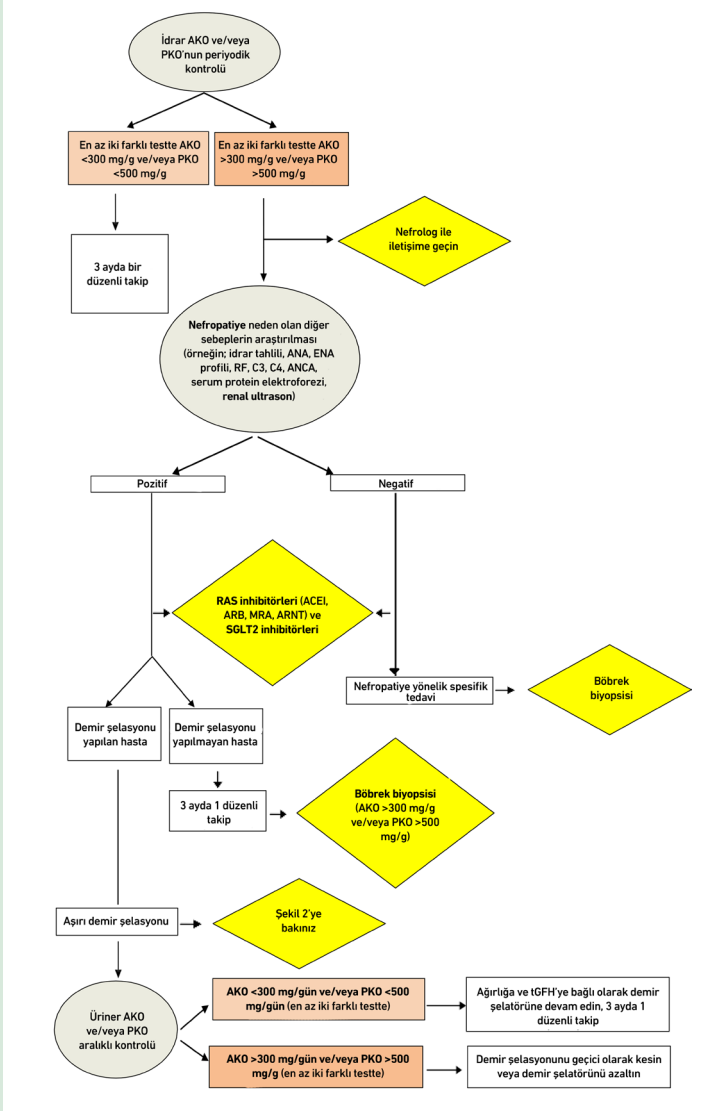 İdrar AKO ve/veya
PKO'nun periyodik
kontrolü
En az iki farklı testte AKO
<300 mg/g ve/veya PKO
<500 mg/g
En az iki farklı testte AKO
>300 mg/g ve/veya PKO
>500 mg/g
Nefrolog ile
iletişime geçin
3 ayda bir
düzenli takip
Nefropatiye neden olan diğer
sebeplerin araştırılması
(örneğin; idrar tahlili, ANA, ENA
profili, RF, C3, C4, ANCA,
serum protein elektroforezi,
renal ultrason)
Pozitif
Negatif
RAS inhibitörleri (ACEI,
ARB, MRA, ARNT) ve
SGLT2 inhibitörleri
Nefropatiye yönelik spesifik
tedavi
Böbrek
biyopsisi
Demir şelasyonu
yapılan hasta
Demir şelasyonu
yapılmayan hasta
3 ayda 1 düzenli
takip
Böbrek biyopsisi
(AKO >300 mg/g
ve/veya PKO >500
mg/g)
Aşırı demir şelasyonu
Şekil 2'ye
bakınız
Üriner AKO
ve/veya PKO
aralıklı kontrolü
AKO <300 mg/gün ve/veya PKO <500
mg/gün (en az iki farklı testte)
Ağırlığa ve tGFH'ye bağlı olarak demir
şelatörüne devam edin, 3 ayda 1
düzenli takip
AKO >300 mg/gün ve/veya PKO >500
mg/g (en az iki farklı testte)
Demir şelasyonunu geçici olarak kesin
veya demir şelatörünü azaltın